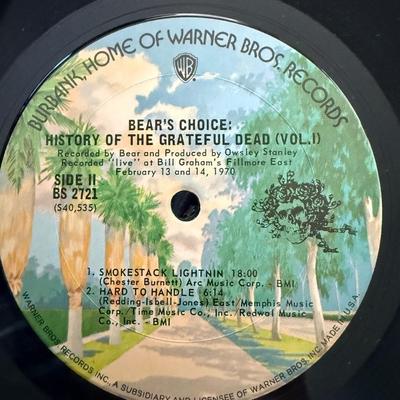 BURBANK, HOME OF WARNER BROS. RECORDS
WB
BEAR'S CHOICE:
HISTORY OF THE GRATEFUL DEAD (VOL.I)
Recorded by Bear and Produced by Owsley Stanley
Recorded "live" at Bill Graham's Fillmore East
February 13 and 14, 1970
SIDE II
BS 2721
(S40,535)
1. SMOKESTACK LIGHTNIN 18:00
(Chester Burnett) Arc Music Corp. - BMI
2. HARD TO HANDLE 6:14
(Redding-Isbell-Jones) East/Memphis Music
Corp./Time Music Co., Inc./Redwal Music
Co., Inc. - BMI
WARNER BROS. RECORDS INC., A SUBSIDIARY AND LICENSEE OF WARNER BROS. INC. MADE IN U.S.A.